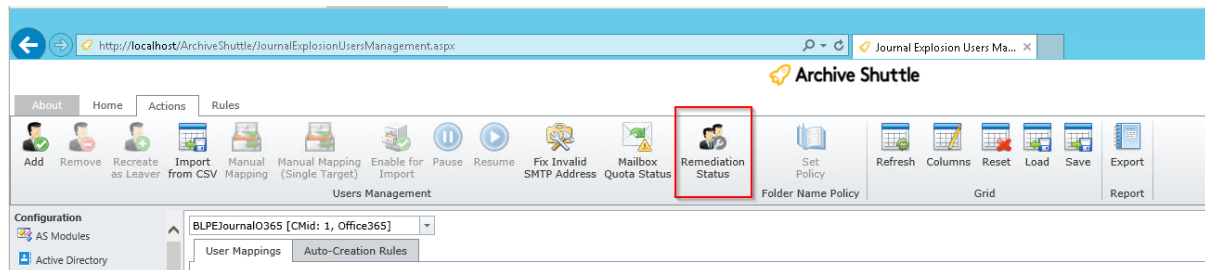 http://localhost/ArchiveShuttle/JournalExplosionUsersManagement.aspx
Journal Explosion Users Ma...
Archive Shuttle
About Home Actions Rules
Add Remove Recreate as Leaver Import from CSV Manual Mapping Manual Mapping (Single Target) Enable for Import Pause Resume Fix Invalid SMTP Address Mailbox Quota Status Remediation Status Set Policy Refresh Columns Reset Load Save Export
Users Management Folder Name Policy Grid Report
Configuration
BLPEJournalO365 [CMid: 1, Office365]
AS Modules
User Mappings Auto-Creation Rules
Active Directory